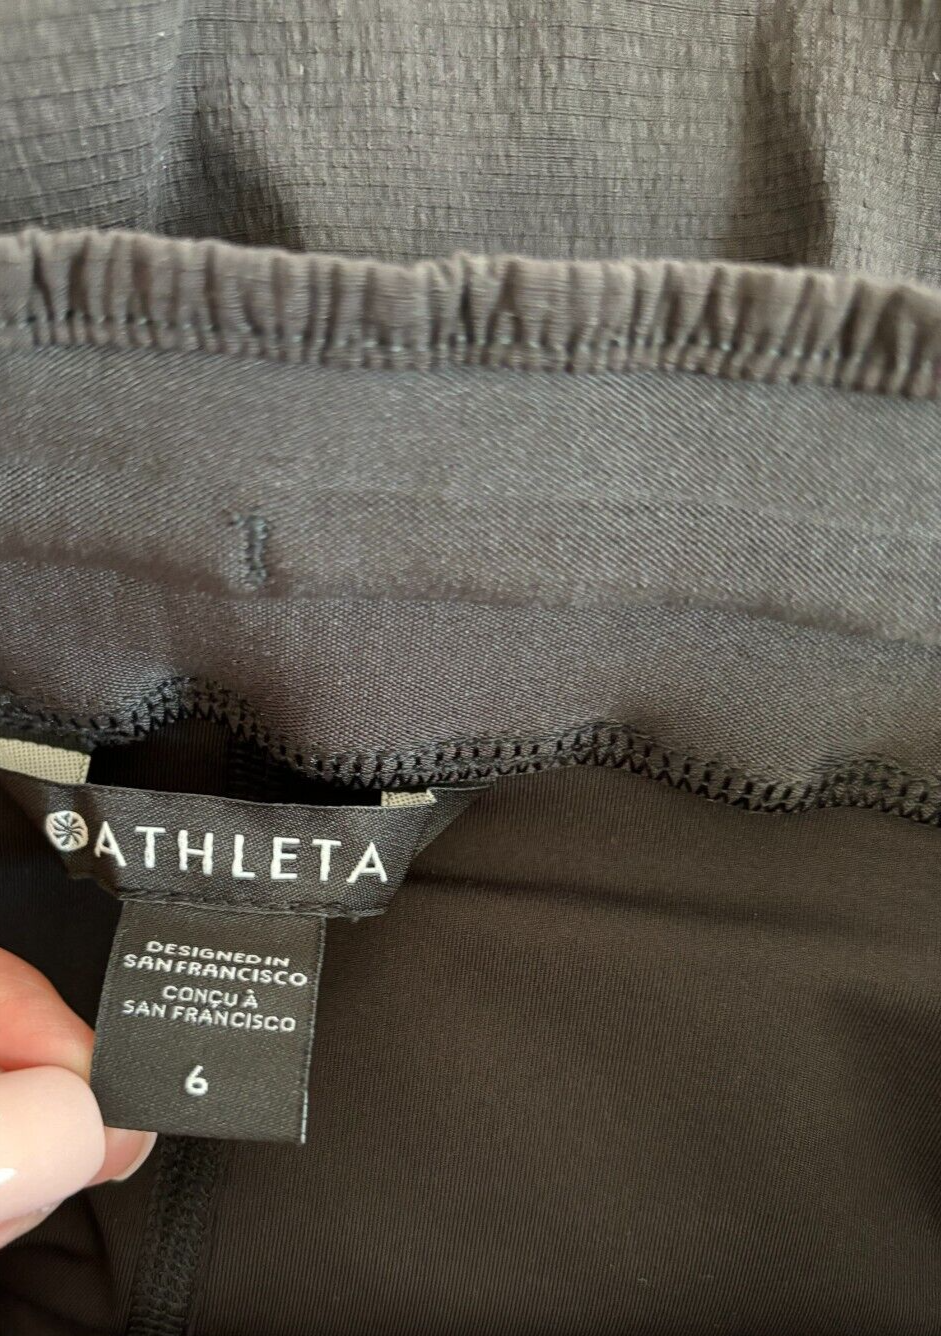 ATHLETA
DESIGNED IN
SAN FRANCISCO
CONÇU À
SAN FRANCISCO
6